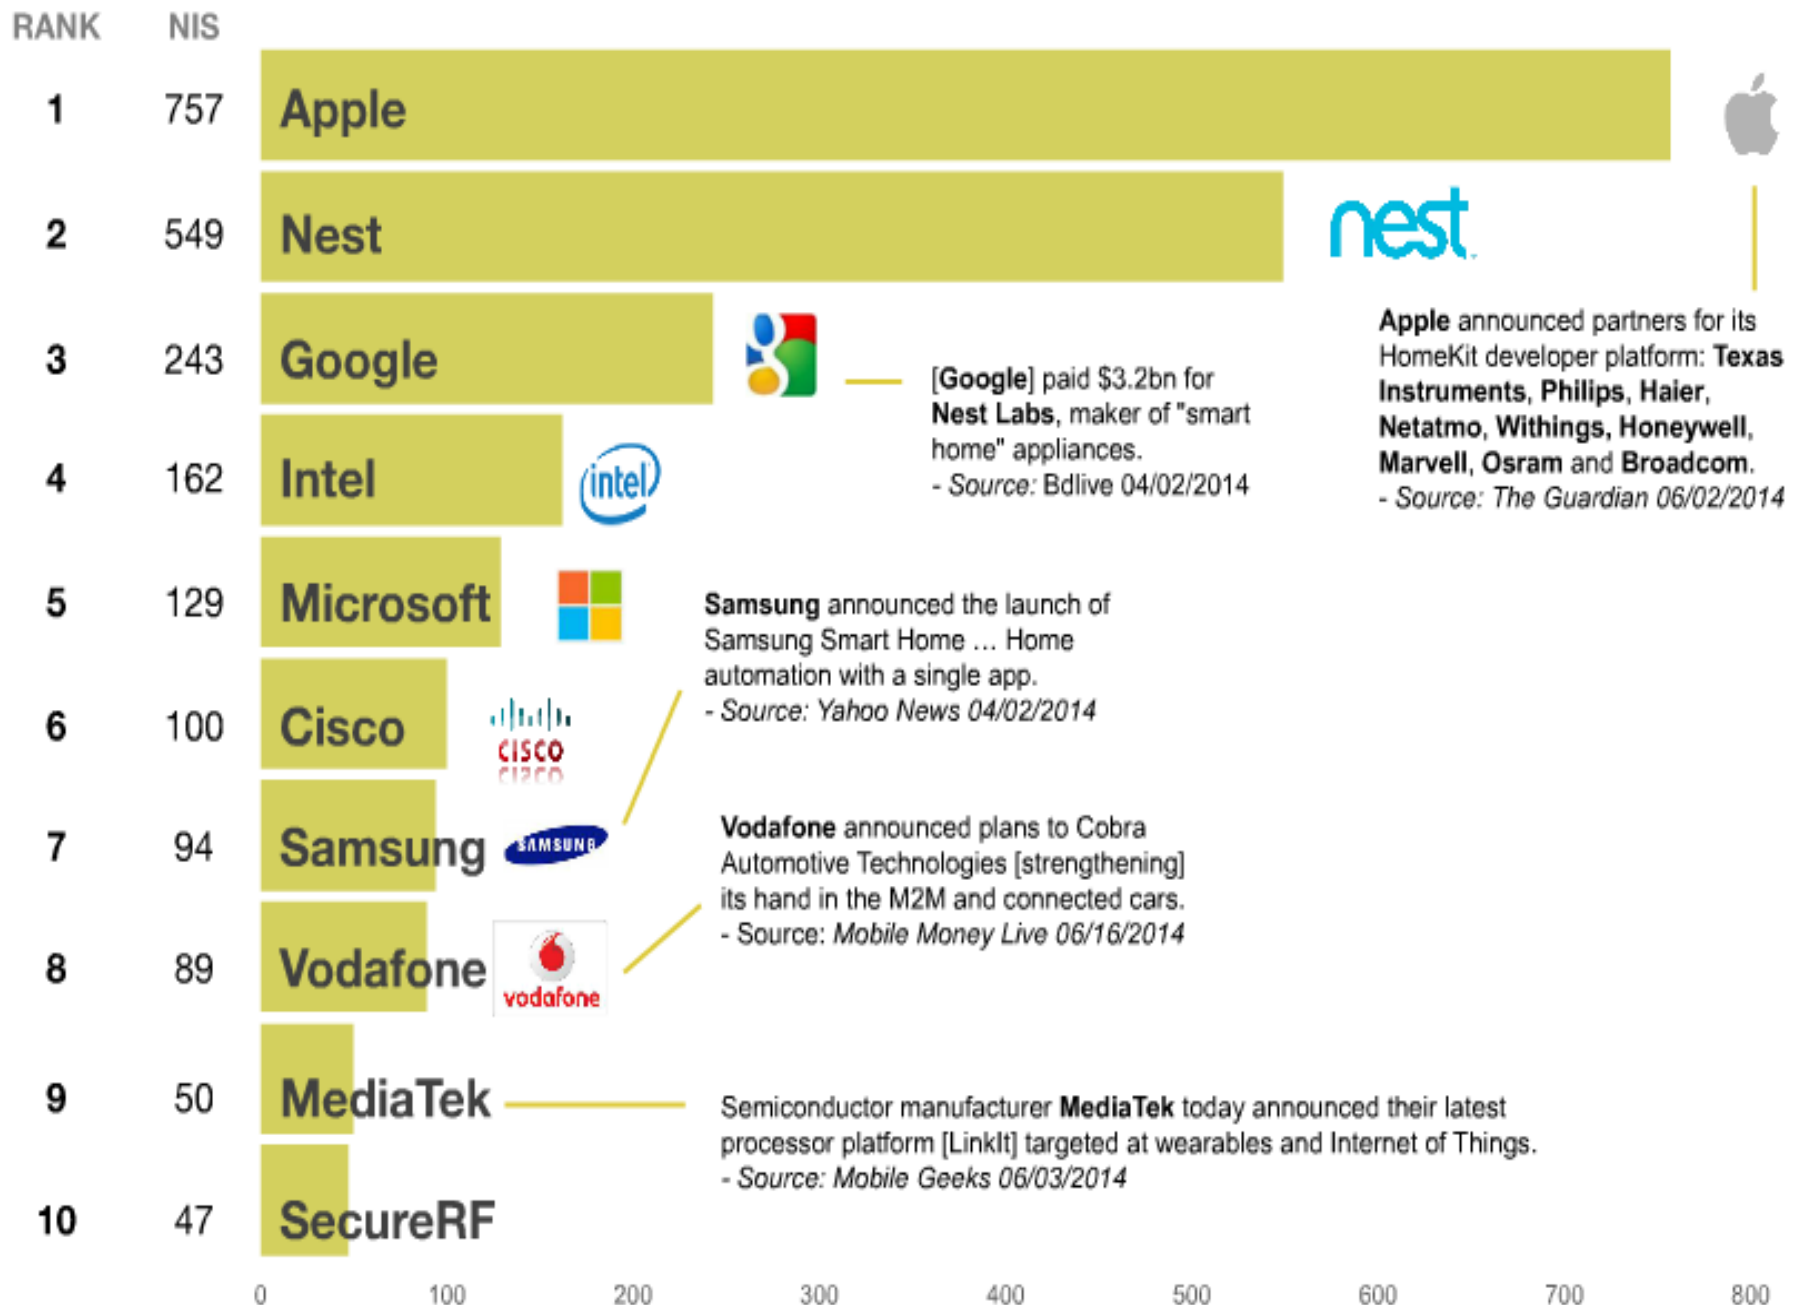 RANK NIS
1 757 Apple
2 549 Nest
nest
3 243 Google
g
[Google] paid $3.2bn for
Nest Labs, maker of "smart
home" appliances.
- Source: Bdlive 04/02/2014
Apple announced partners for its
HomeKit developer platform: Texas
Instruments, Philips, Haier,
Netatmo, Withings, Honeywell,
Marvell, Osram and Broadcom.
- Source: The Guardian 06/02/2014
4 162 Intel
intel
5 129 Microsoft
Samsung announced the launch of
Samsung Smart Home ... Home
automation with a single app.
- Source: Yahoo News 04/02/2014
6 100 Cisco
CISCO
7 94 Samsung
SAMSUNG
Vodafone announced plans to Cobra
Automotive Technologies [strengthening]
its hand in the M2M and connected cars.
- Source: Mobile Money Live 06/16/2014
8 89 Vodafone
vodafone
9 50 MediaTek
Semiconductor manufacturer MediaTek today announced their latest
processor platform [LinkIt] targeted at wearables and Internet of Things.
- Source: Mobile Geeks 06/03/2014
10 47 SecureRF
0 100 200 300 400 500 600 700 800